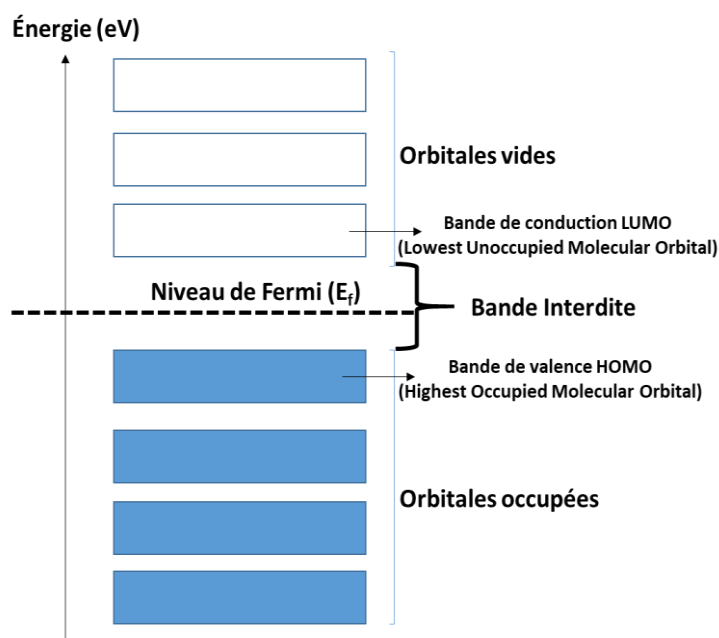 Énergie (eV)
Orbitales vides
Bande de conduction LUMO
(Lowest Unoccupied Molecular Orbital)
Niveau de Fermi (Ef)
Bande Interdite
Bande de valence HOMO
(Highest Occupied Molecular Orbital)
Orbitales occupées